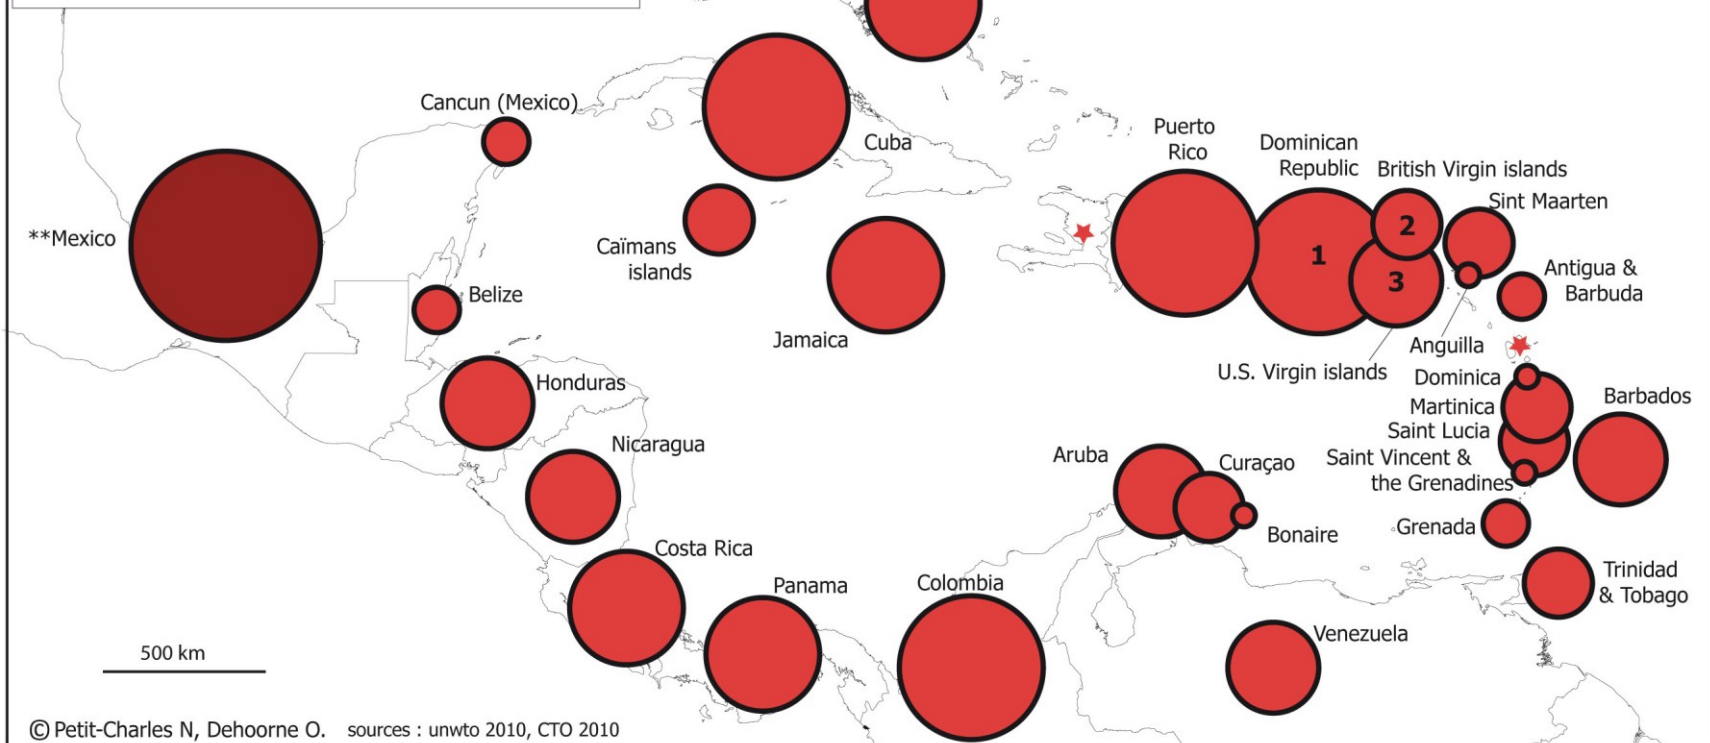 Cancun (Mexico)
Cuba
Puerto
Rico
Dominican
Republic
British Virgin islands
Sint Maarten
**Mexico
Caïmans
islands
1
2
3
Antigua &
Barbuda
Belize
Jamaica
Anguilla
U.S. Virgin islands
Dominica
Honduras
Martinica
Barbados
Saint Lucia
Nicaragua
Aruba
Curaçao
Saint Vincent &
the Grenadines
Grenada
Bonaire
Costa Rica
Panama
Colombia
Trinidad
& Tobago
Venezuela
500 km
© Petit-Charles N, Dehoorne O. sources : unwto 2010, CTO 2010